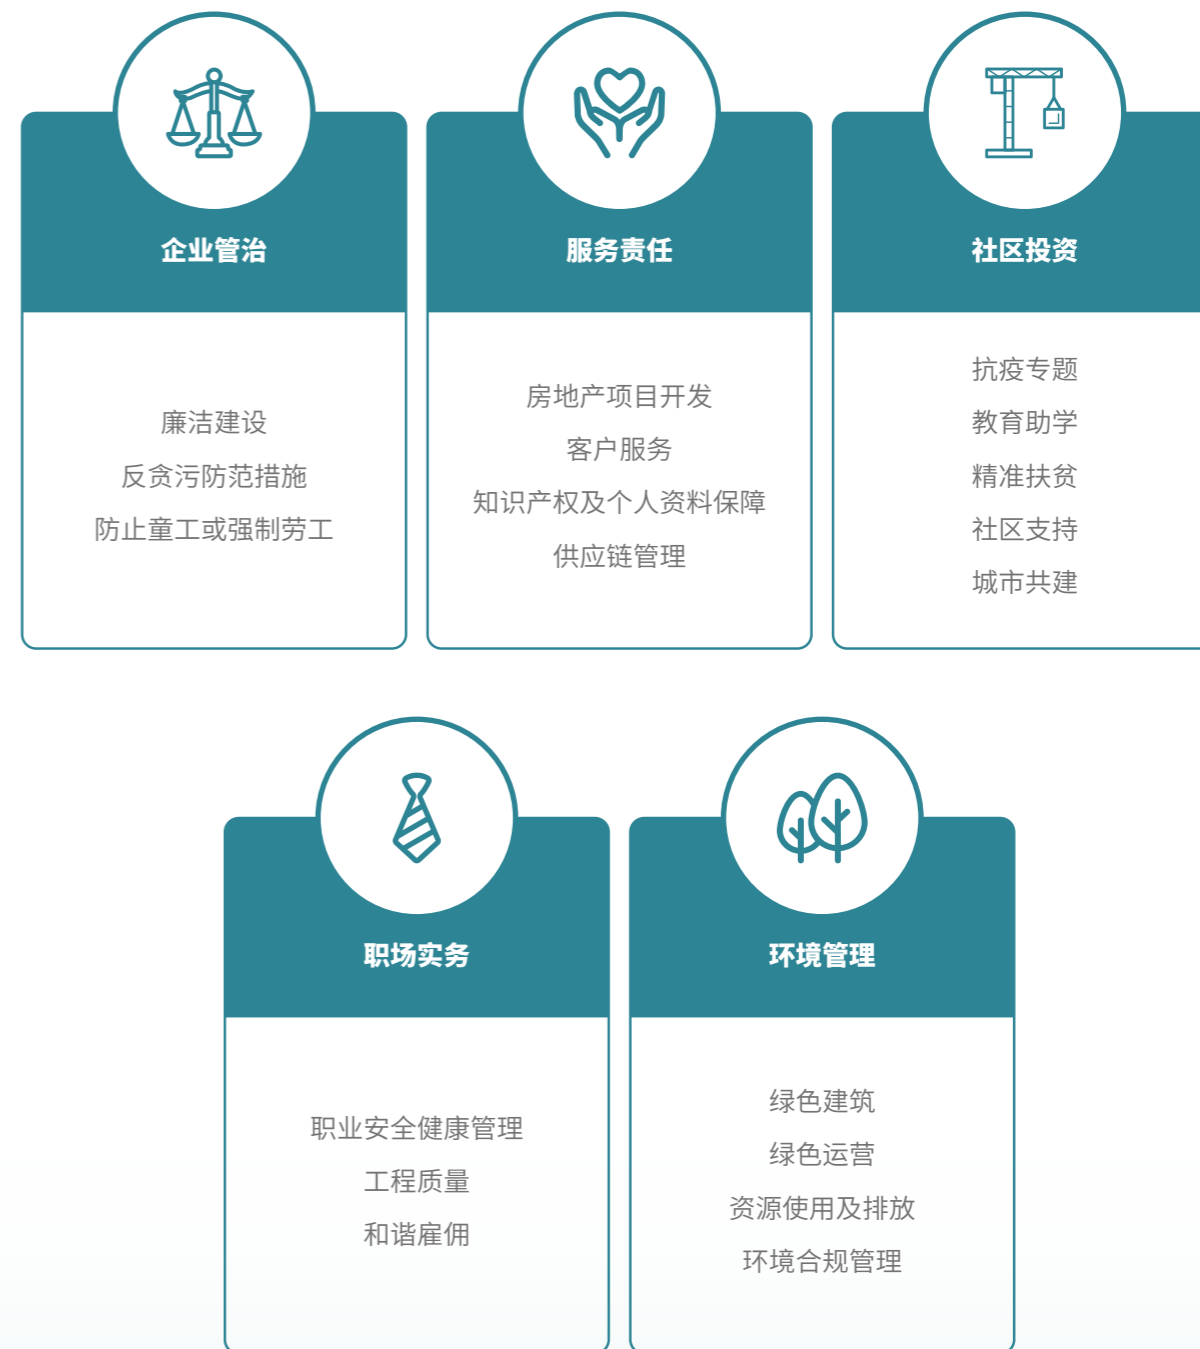 企业管治
廉洁建设
反贪污防范措施
防止童工或强制劳工
服务责任
房地产项目开发
客户服务
知识产权及个人资料保障
供应链管理
社区投资
抗疫专题
教育助学
精准扶贫
社区支持
城市共建
职场实务
职业安全健康管理
工程质量
和谐雇佣
环境管理
绿色建筑
绿色运营
资源使用及排放
环境合规管理